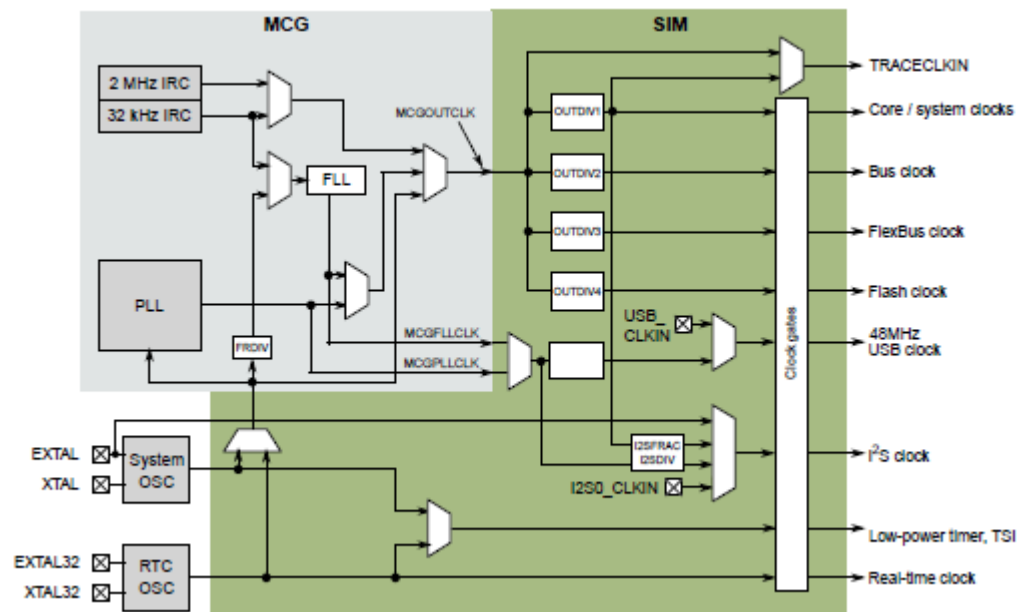 MCG
SIM
2 MHz IRC
32 kHz IRC
MCGOUTCLK
TRACECLKIN
OUTDIV1
Core / system clocks
FLL
OUTDIV2
Bus clock
OUTDIV3
FlexBus clock
PLL
OUTDIV4
Flash clock
USB_
CLKIN
FRDIV
MCGFLLCLK
MCGPLLCLK
48MHz
USB clock
Clock gates
EXTAL
XTAL
System
OSC
I2SFRAC
I2SDIV
I2S0_CLKIN
I²S clock
Low-power timer, TSI
EXTAL32
XTAL32
RTC
OSC
Real-time clock